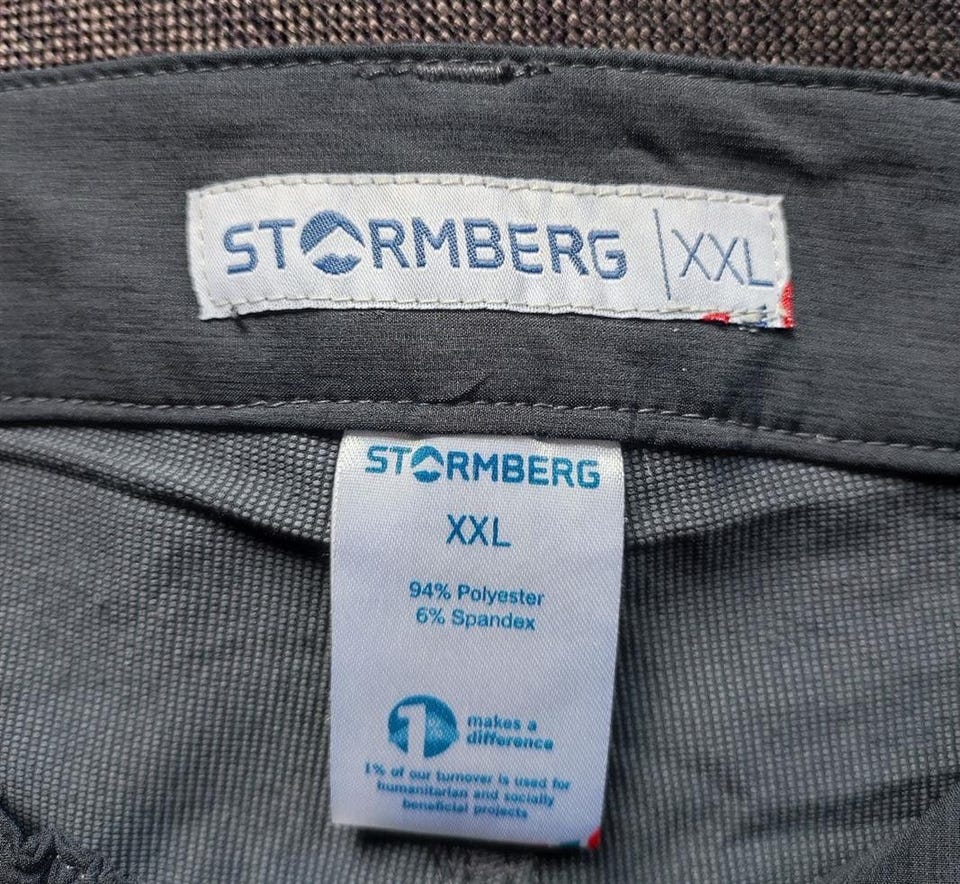 STORMBERG XXL
STORMBERG
XXL
94% Polyester
6% Spandex
1 makes a
difference
1% of our turnover is used for
humanitarian and socially
beneficial projects